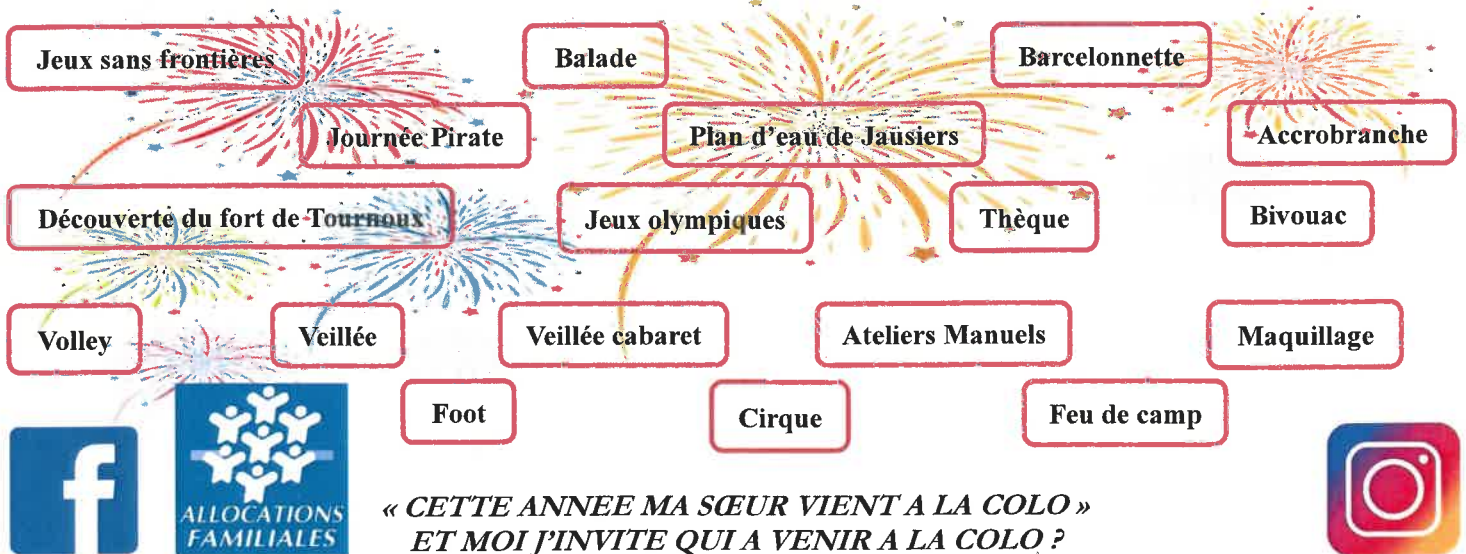 Jeux sans frontières
Balade
Barcelonnette
Journée Pirate
Plan d'eau de Jausiers
Accrobranche
Découverte du fort de Tournoux
Jeux olympiques
Thèque
Bivouac
Volley
Veillée
Veillée cabaret
Ateliers Manuels
Maquillage
Foot
Cirque
Feu de camp
f
ALLOCATIONS
FAMILIALES
« CETTE ANNEE MA SŒUR VIENT A LA COLO »
ET MOI J'INVITE QUI A VENIR A LA COLO ?